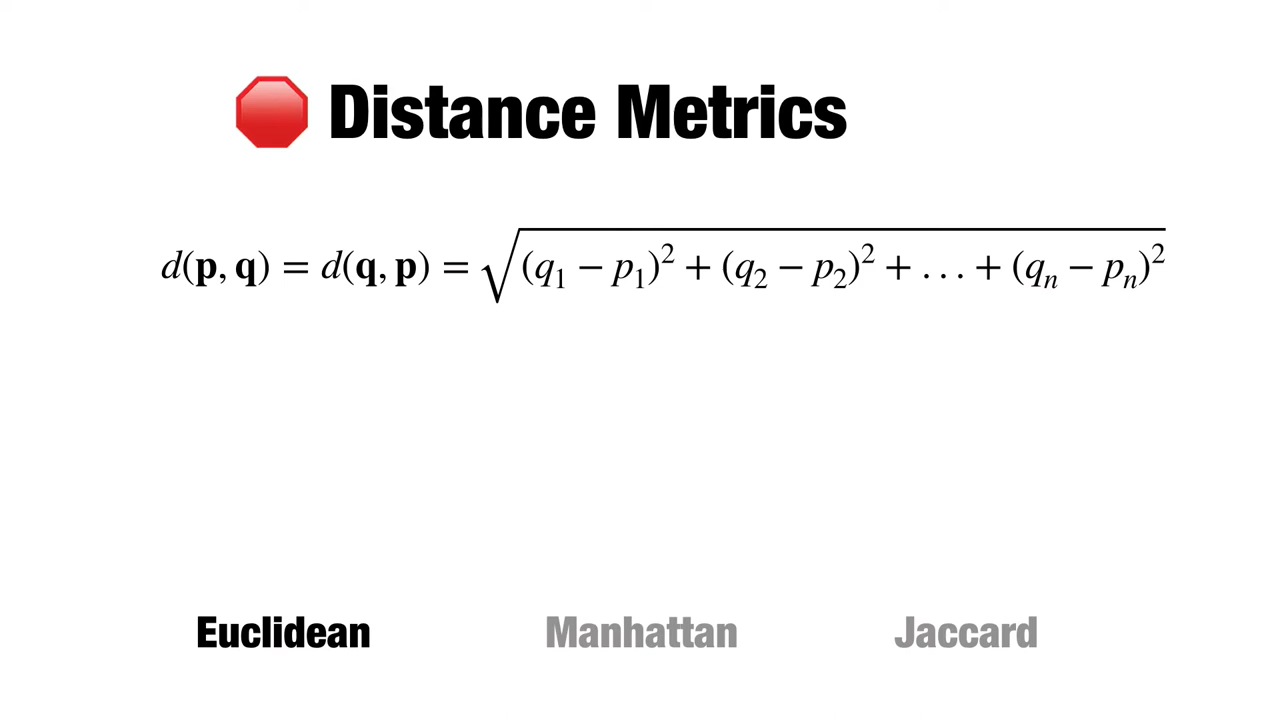 Distance Metrics
d(p, q) = d(q, p) = √(q₁ − p₁)² + (q₂ − p₂)² + … + (qₙ − pₙ)²
Euclidean Manhattan Jaccard